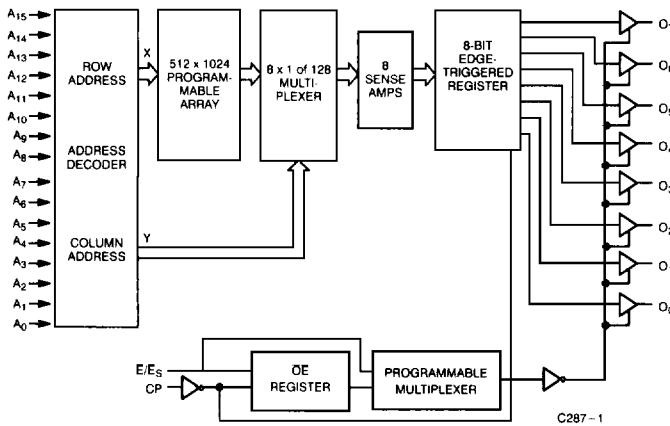 A15
A14
A13
A12
A11
A10
A9
A8
A7
A6
A5
A4
A3
A2
A1
A0
ROW
ADDRESS
ADDRESS
DECODER
COLUMN
ADDRESS
X
Y
512 x 1024
PROGRAM-
MABLE
ARRAY
8 x 1 of 128
MULTI-
PLEXER
8
SENSE
AMPS
8-BIT
EDGE-
TRIGGERED
REGISTER
O5
O4
O3
O2
E/ES
CP
OE
REGISTER
PROGRAMMABLE
MULTIPLEXER
C287-1